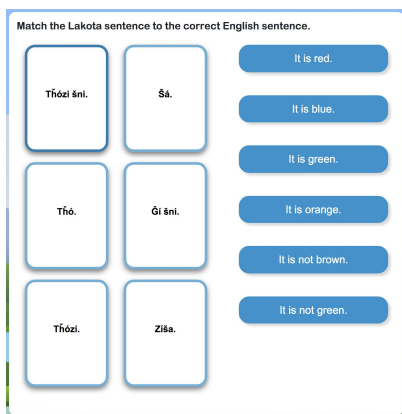 Match the Lakota sentence to the correct English sentence.
Tȟózi šni.
Šá.
It is red.
It is blue.
It is green.
Tȟó.
Ǧí šni.
It is orange.
It is not brown.
It is not green.
Tȟózi.
Zíša.